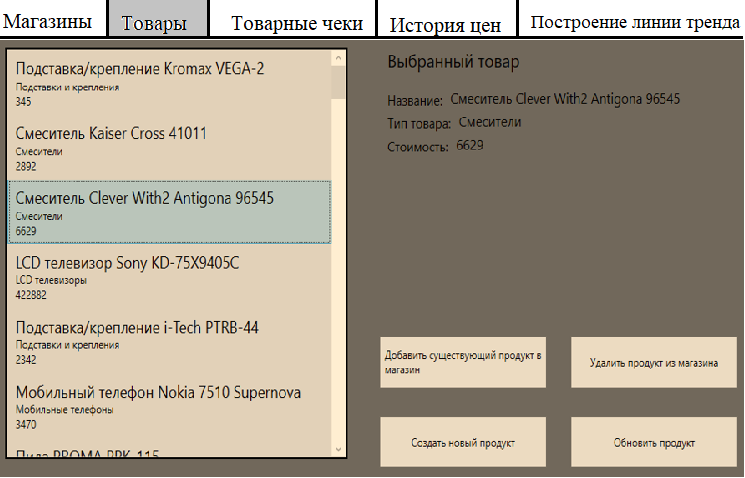 Магазины Товары Товарные чеки История цен Построение линии тренда
Подставка/крепление Kromax VEGA-2
Подставки и крепления
345
Смеситель Kaiser Cross 41011
Смесители
2892
Смеситель Clever With2 Antigona 96545
Смесители
6629
LCD телевизор Sony KD-75X9405C
LCD телевизоры
422882
Подставка/крепление i-Tech PTRB-44
Подставки и крепления
2342
Мобильный телефон Nokia 7510 Supernova
Мобильные телефоны
3470
Пила PROMA PPK-115
Выбранный товар
Название: Смеситель Clever With2 Antigona 96545
Тип товара: Смесители
Стоимость: 6629
Добавить существующий продукт в
магазин
Удалить продукт из магазина
Создать новый продукт
Обновить продукт